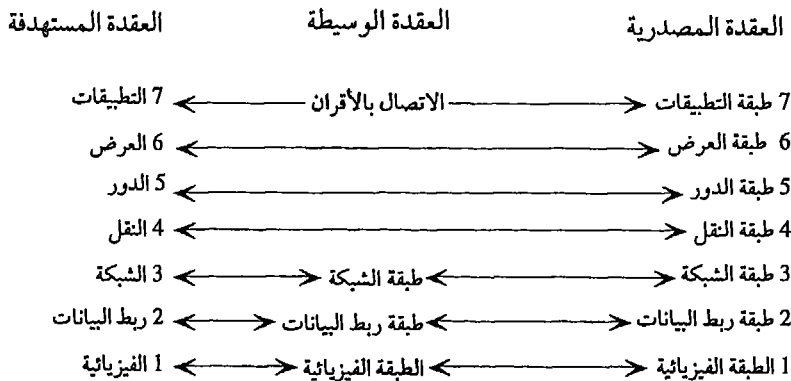 العقدة المصدرية العقدة الوسيطة العقدة المستهدفة
7 طبقة التطبيقات الاتصال بالأقران 7 التطبيقات
6 طبقة العرض 6 العرض
5 طبقة الدور 5 الدور
4 طبقة النقل 4 النقل
3 طبقة الشبكة طبقة الشبكة 3 الشبكة
2 طبقة ربط البيانات طبقة ربط البيانات 2 ربط البيانات
1 الطبقة الفيزيائية الطبقة الفيزيائية 1 الفيزيائية